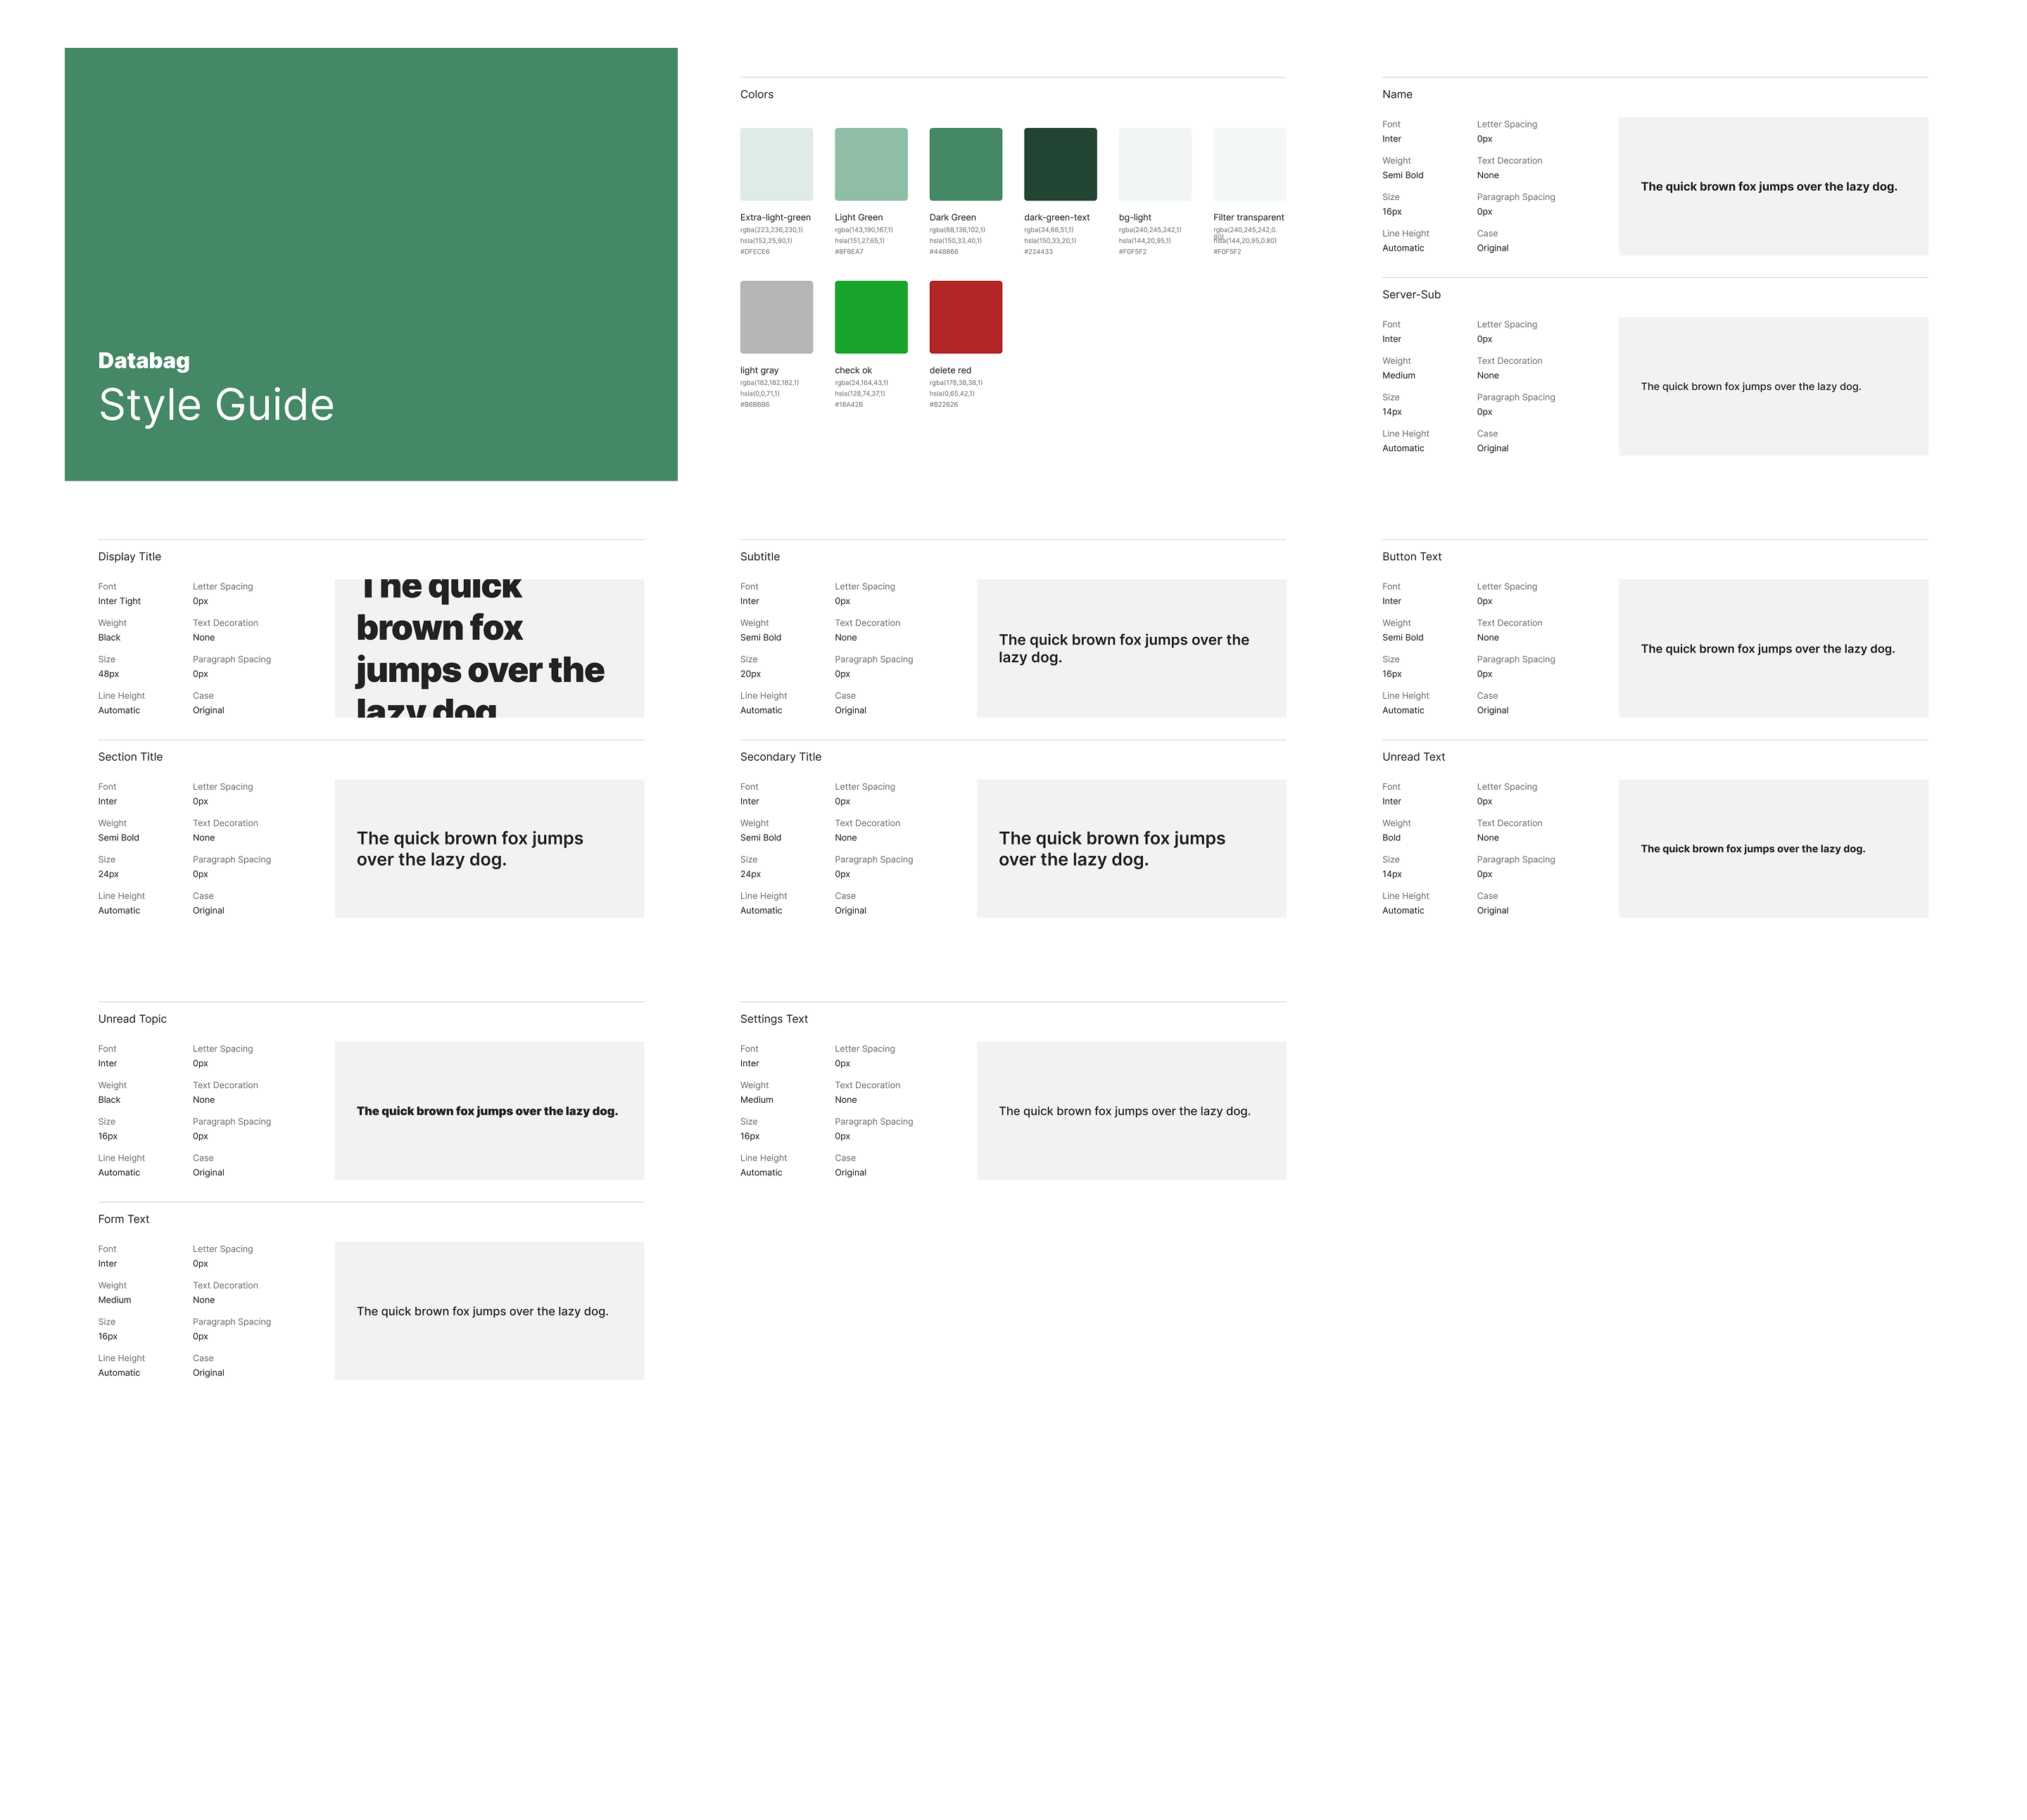 Databag
Style Guide
Colors
Extra-light-green
rgba(223,236,230,1)
hsla(152,25,90,1)
#DFECE6
Light Green
rgba(143,190,167,1)
hsla(151,27,65,1)
#8FBEA7
Dark Green
rgba(68,136,102,1)
hsla(150,33,40,1)
#448866
dark-green-text
rgba(34,68,51,1)
hsla(150,33,20,1)
#224433
bg-light
rgba(240,245,242,1)
hsla(144,20,95,1)
#F0F5F2
Filter transparent
rgba(240,245,242,0.
80)
hsla(144,20,95,0.80)
#F0F5F2
light gray
rgba(182,182,182,1)
hsla(0,0,71,1)
#B6B6B6
check ok
rgba(24,164,43,1)
hsla(128,74,37,1)
#18A42B
delete red
rgba(178,38,38,1)
hsla(0,65,42,1)
#B22626
Name
Font
Inter
Letter Spacing
0px
Weight
Semi Bold
Text Decoration
None
Size
16px
Paragraph Spacing
0px
Line Height
Automatic
Case
Original
The quick brown fox jumps over the lazy dog.
Server-Sub
Font
Inter
Letter Spacing
0px
Weight
Medium
Text Decoration
None
Size
14px
Paragraph Spacing
0px
Line Height
Automatic
Case
Original
The quick brown fox jumps over the lazy dog.
Display Title
Font
Inter Tight
Letter Spacing
0px
Weight
Black
Text Decoration
None
Size
48px
Paragraph Spacing
0px
Line Height
Automatic
Case
Original
The quick
brown fox
jumps over the
lazy dog
Section Title
Font
Inter
Letter Spacing
0px
Weight
Semi Bold
Text Decoration
None
Size
24px
Paragraph Spacing
0px
Line Height
Automatic
Case
Original
The quick brown fox jumps
over the lazy dog.
Subtitle
Font
Inter
Letter Spacing
0px
Weight
Semi Bold
Text Decoration
None
Size
20px
Paragraph Spacing
0px
Line Height
Automatic
Case
Original
The quick brown fox jumps over the
lazy dog.
Secondary Title
Font
Inter
Letter Spacing
0px
Weight
Semi Bold
Text Decoration
None
Size
24px
Paragraph Spacing
0px
Line Height
Automatic
Case
Original
The quick brown fox jumps
over the lazy dog.
Button Text
Font
Inter
Letter Spacing
0px
Weight
Semi Bold
Text Decoration
None
Size
16px
Paragraph Spacing
0px
Line Height
Automatic
Case
Original
The quick brown fox jumps over the lazy dog.
Unread Text
Font
Inter
Letter Spacing
0px
Weight
Bold
Text Decoration
None
Size
14px
Paragraph Spacing
0px
Line Height
Automatic
Case
Original
The quick brown fox jumps over the lazy dog.
Unread Topic
Font
Inter
Letter Spacing
0px
Weight
Black
Text Decoration
None
Size
16px
Paragraph Spacing
0px
Line Height
Automatic
Case
Original
The quick brown fox jumps over the lazy dog.
Form Text
Font
Inter
Letter Spacing
0px
Weight
Medium
Text Decoration
None
Size
16px
Paragraph Spacing
0px
Line Height
Automatic
Case
Original
The quick brown fox jumps over the lazy dog.
Settings Text
Font
Inter
Letter Spacing
0px
Weight
Medium
Text Decoration
None
Size
16px
Paragraph Spacing
0px
Line Height
Automatic
Case
Original
The quick brown fox jumps over the lazy dog.